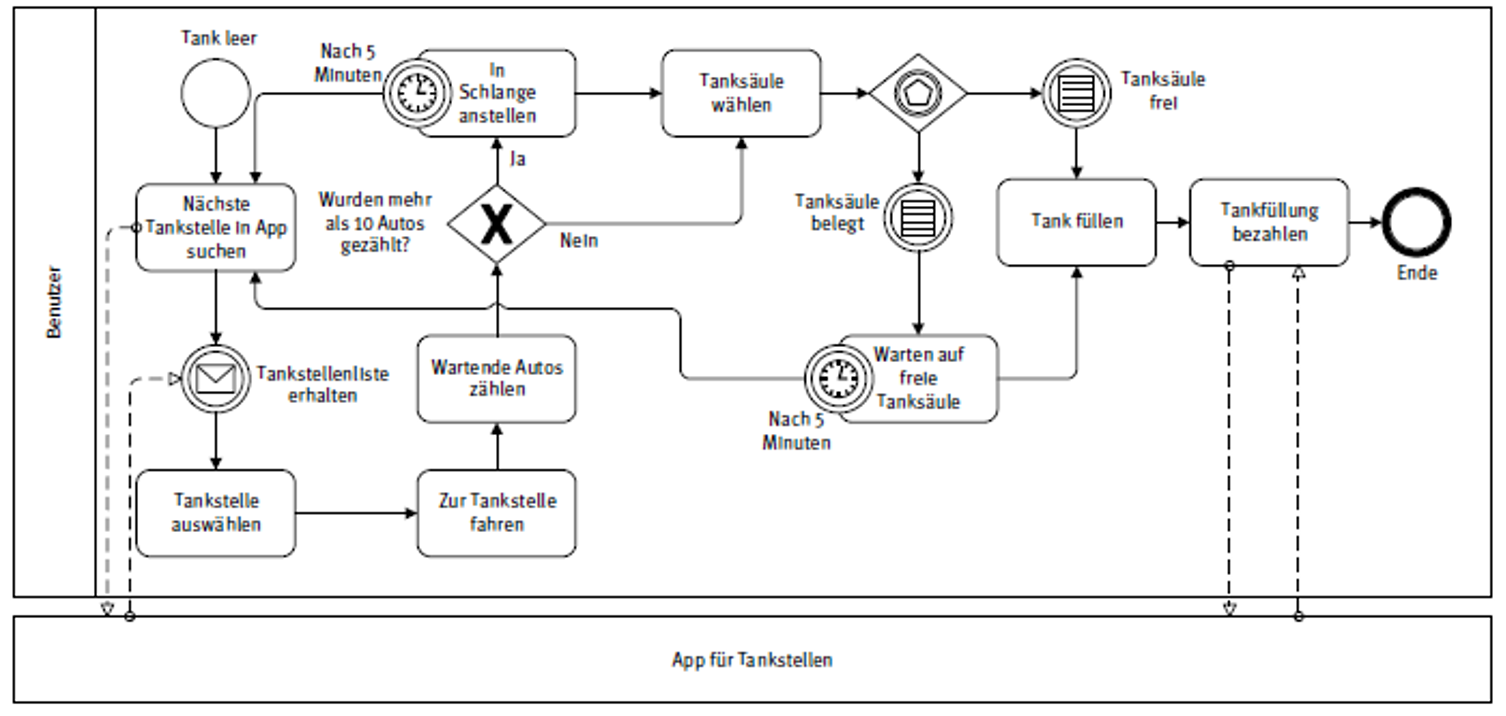 Benutzer
Tank leer
Nach 5
Minuten
In
Schlange
anstellen
Tanksäule
wählen
Tanksäule
frei
Ja
Nächste
Tankstelle in App
suchen
Wurden mehr
als 10 Autos
gezählt?
X
Nein
Tanksäule
belegt
Tank füllen
Tankfüllung
bezahlen
Ende
Tankstellenliste
erhalten
Wartende Autos
zählen
Warten auf
freie
Tanksäule
Nach 5
Minuten
Tankstelle
auswählen
Zur Tankstelle
fahren
App für Tankstellen